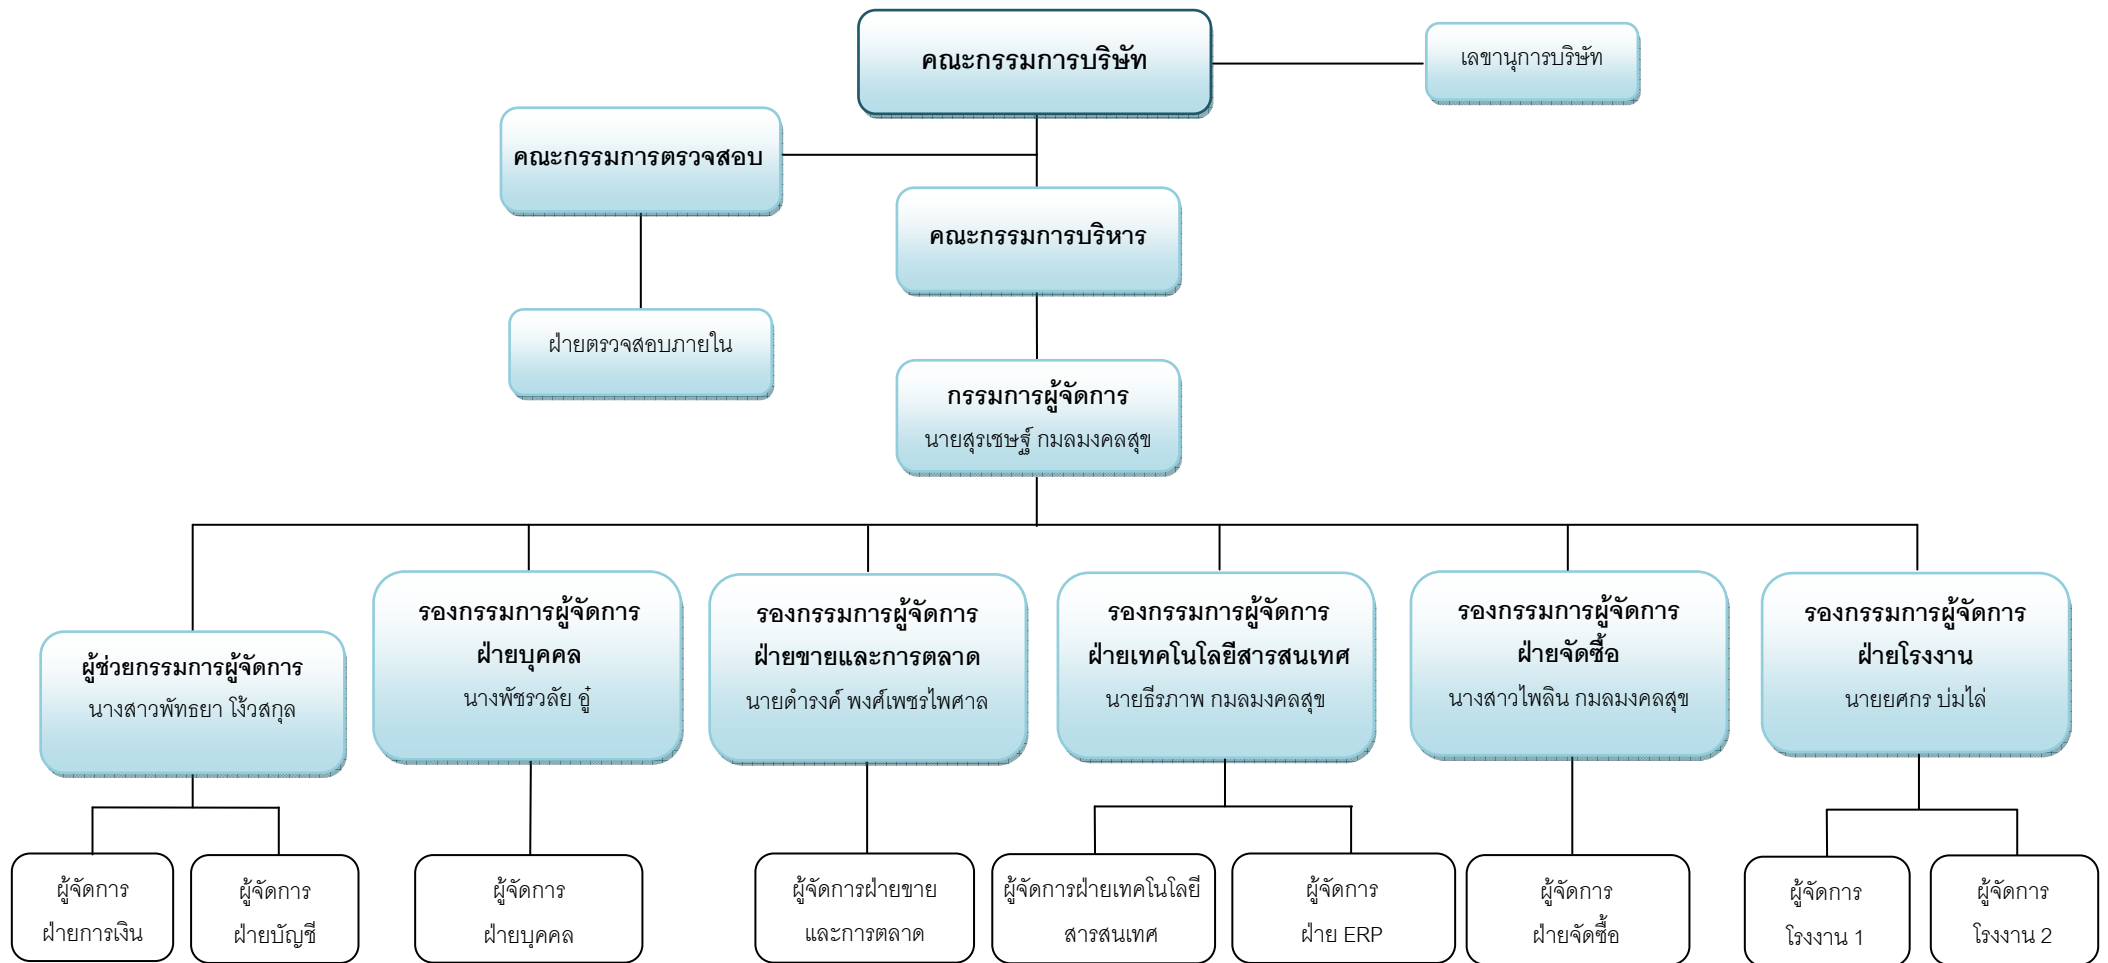 คณะกรรมการบริษัท
เลขานุการบริษัท
คณะกรรมการตรวจสอบ
คณะกรรมการบริหาร
ฝ่ายตรวจสอบภายใน
กรรมการผู้จัดการ
นายสุรเชษฐ์ กมลมงคลสุข
ผู้ช่วยกรรมการผู้จัดการ
นางสาวพัทธยา โง้วสกุล
รองกรรมการผู้จัดการ
ฝ่ายบุคคล
นางพัชรวลัย อู๋
รองกรรมการผู้จัดการ
ฝ่ายขายและการตลาด
นายดำรงค์ พงศ์เพชรไพศาล
รองกรรมการผู้จัดการ
ฝ่ายเทคโนโลยีสารสนเทศ
นายธีรภาพ กมลมงคลสุข
รองกรรมการผู้จัดการ
ฝ่ายจัดซื้อ
นางสาวไพลิน กมลมงคลสุข
รองกรรมการผู้จัดการ
ฝ่ายโรงงาน
นายยศกร บ่มไล่
ผู้จัดการ
ฝ่ายการเงิน
ผู้จัดการ
ฝ่ายบัญชี
ผู้จัดการ
ฝ่ายบุคคล
ผู้จัดการฝ่ายขาย
และการตลาด
ผู้จัดการฝ่ายเทคโนโลยี
สารสนเทศ
ผู้จัดการ
ฝ่าย ERP
ผู้จัดการ
ฝ่ายจัดซื้อ
ผู้จัดการ
โรงงาน 1
ผู้จัดการ
โรงงาน 2